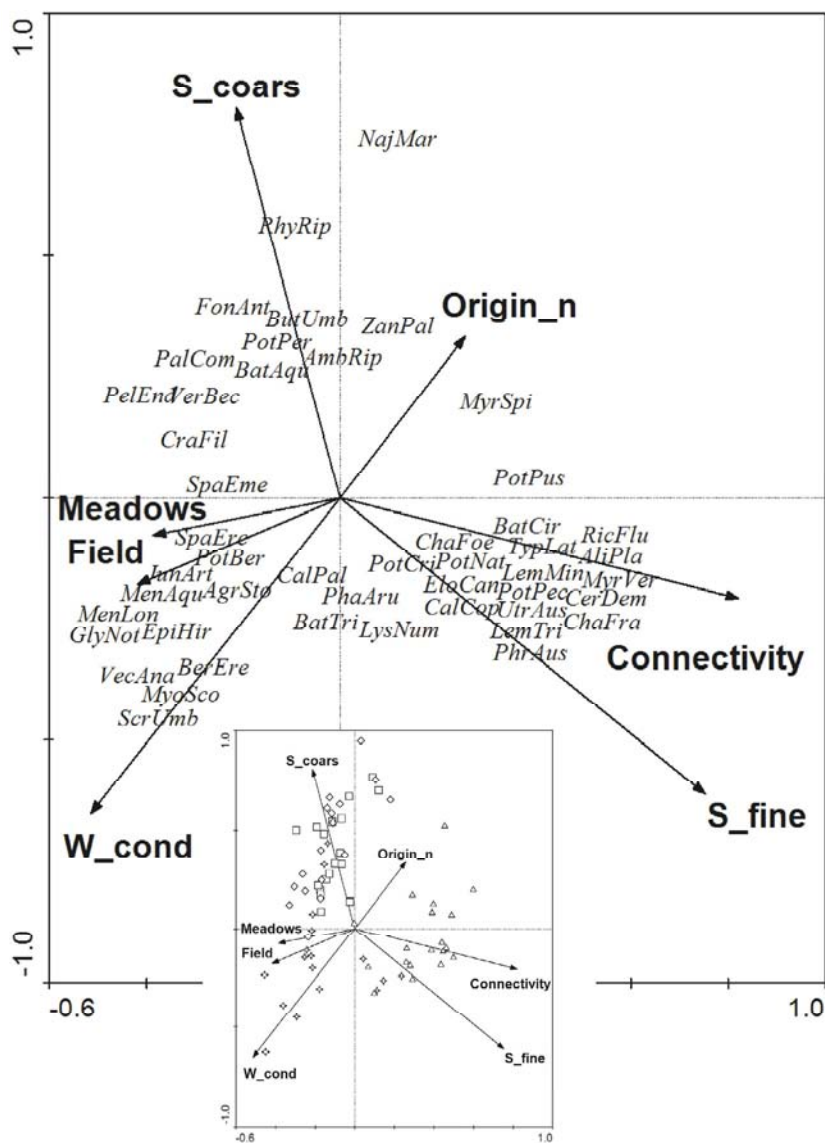 1.0
S_coars
NajMar
RhyRip
FonAnt
ButUmb
ZanPal
Origin_n
PotPer
PalCom
AmbRip
BatAqu
PelEnd
VerBec
MyrSpi
CraFil
SpaEme
PotPus
Meadows
BatCir
RicFlu
SpaEre
ChaFoe
TypLat
AliPla
Field
PotBer
PotCri
PotNat
JunArt
CalPal
LemMin
MyrVer
MenAqu
AgrSto
EloCan
PotPec
CerDem
PhaAru
CalCop
UtrAus
MenLon
BatTri
LysNum
LemTri
ChaFra
GlyNot
EpiHir
PhrAus
Connectivity
VecAna
BerEre
MyoSco
ScrUmb
W_cond
S_fine
-1.0
-0.6
1.0
1.0
S_coars
Origin_n
Meadows
Field
Connectivity
W_cond
S_fine
-1.0
-0.6
1.0